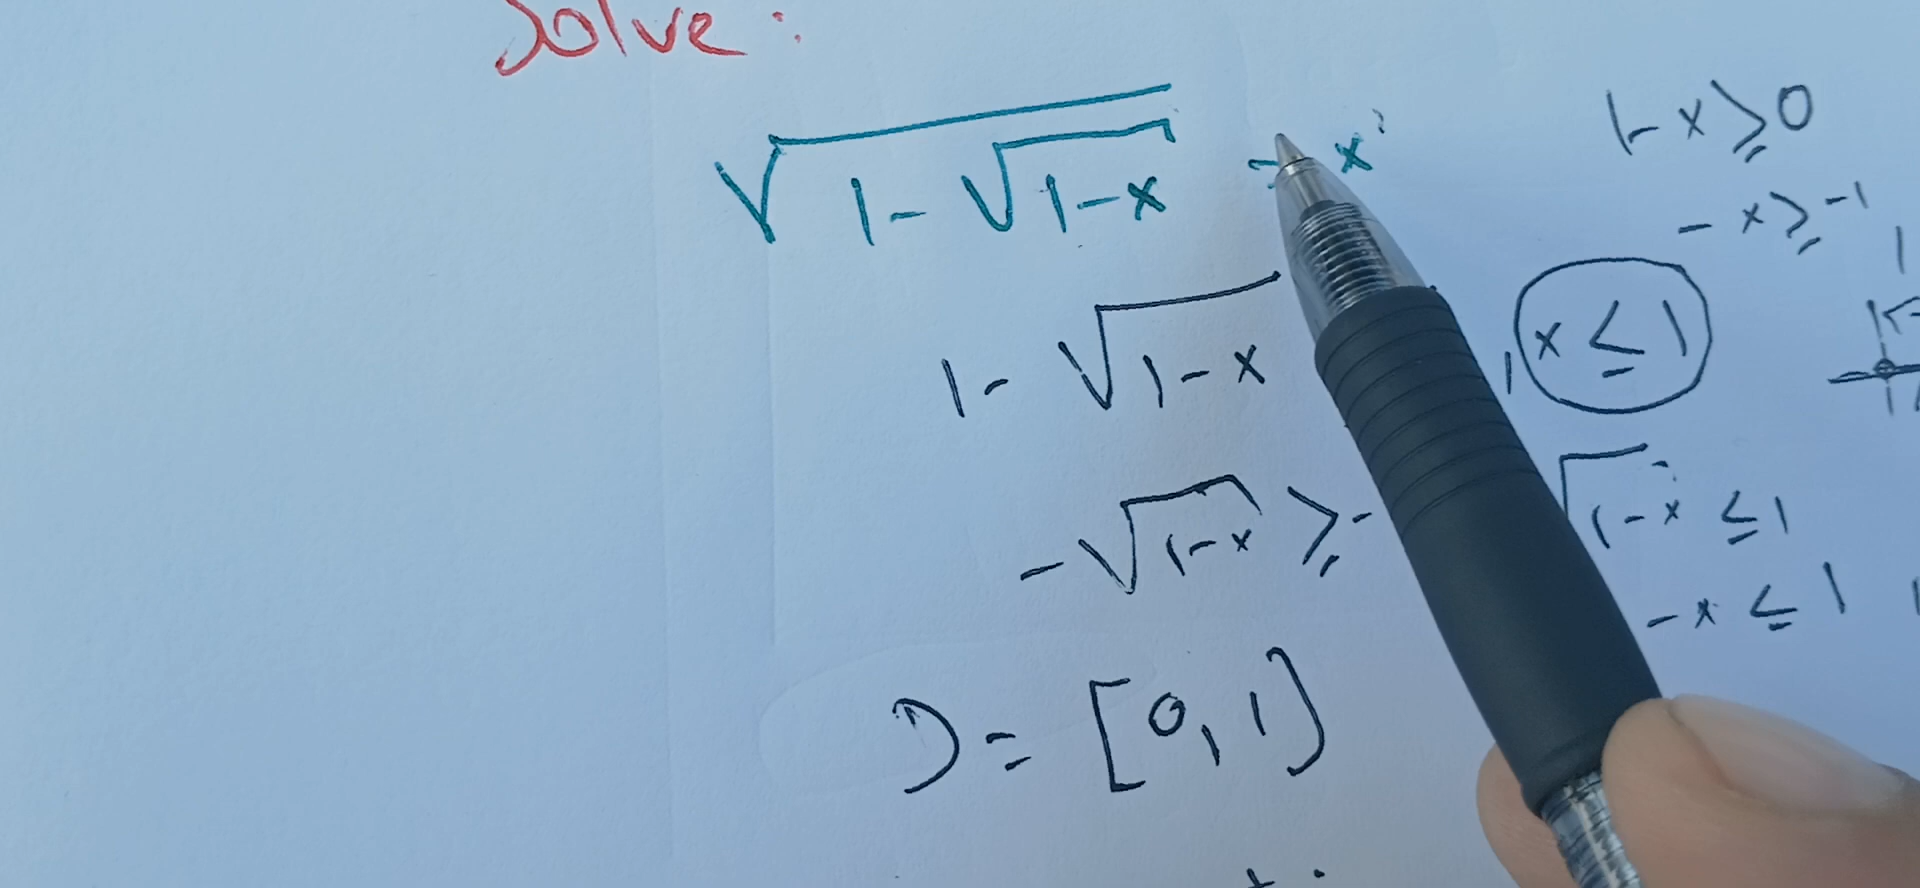 Solve:
√(1-√(1-x)) = x
1-x ≥ 0
-x ≥ -1
x ≤ 1
1-√(1-x)
-√(1-x) ≥ -
√(1-x) ≤ 1
-x ≤ 1
D = [0,1]